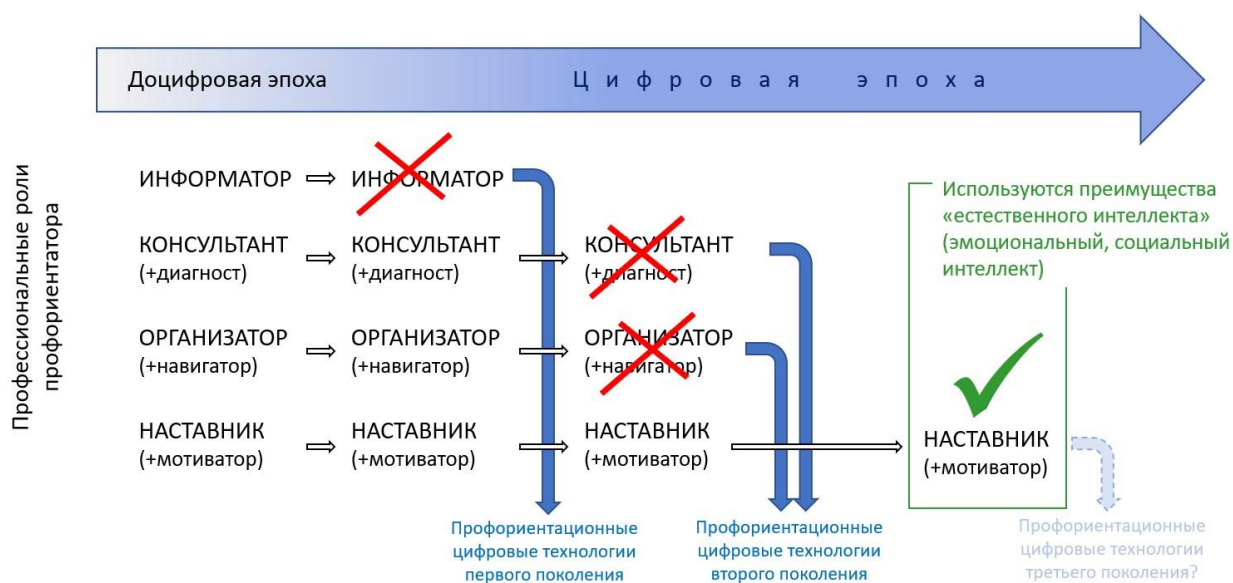 Доцифровая эпоха
Цифровая эпоха
Профессиональные роли
профориентатора
ИНФОРМАТОР
ИНФОРМАТОР
КОНСУЛЬТАНТ
(+диагност)
КОНСУЛЬТАНТ
(+диагност)
КОНСУЛЬТАНТ
(+диагност)
ОРГАНИЗАТОР
(+навигатор)
ОРГАНИЗАТОР
(+навигатор)
ОРГАНИЗАТОР
(+навигатор)
НАСТАВНИК
(+мотиватор)
НАСТАВНИК
(+мотиватор)
НАСТАВНИК
(+мотиватор)
Используются преимущества
«естественного интеллекта»
(эмоциональный, социальный
интеллект)
НАСТАВНИК
(+мотиватор)
Профориентационные
цифровые технологии
первого поколения
Профориентационные
цифровые технологии
второго поколения
Профориентационные
цифровые технологии
третьего поколения?